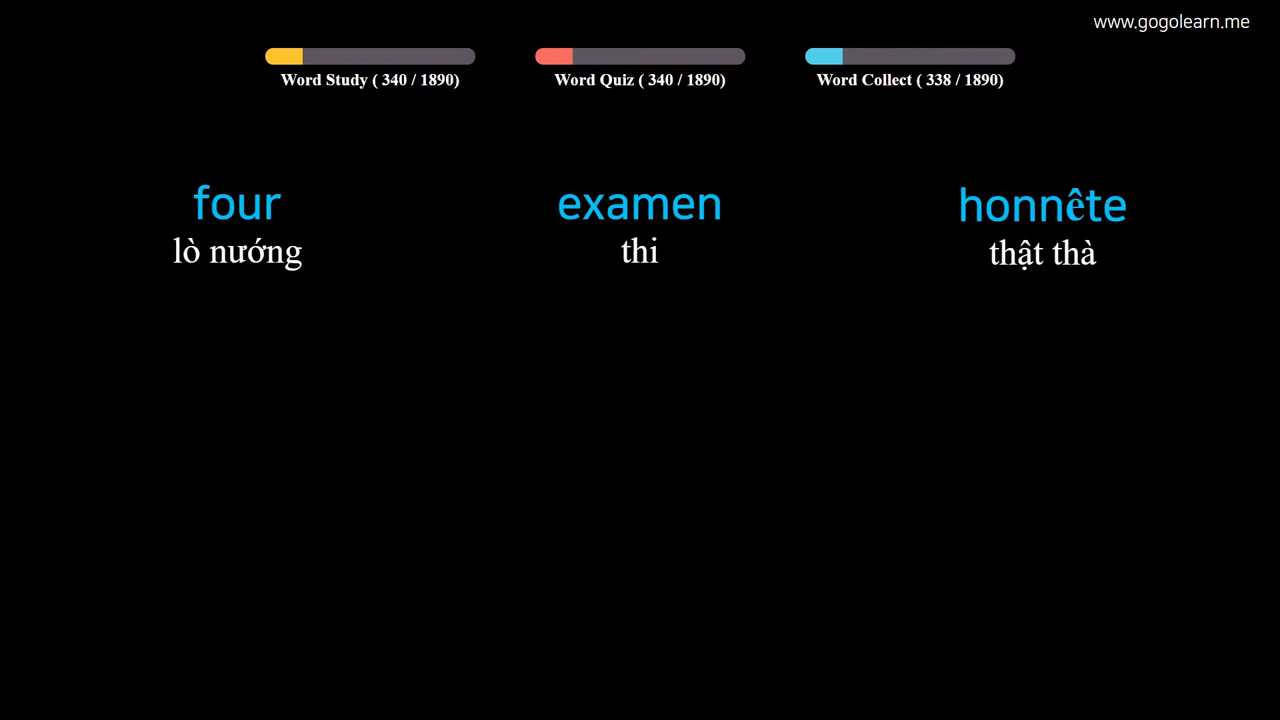 www.gogolearn.me
Word Study ( 340 / 1890)
Word Quiz ( 340 / 1890)
Word Collect ( 338 / 1890)
four
lò nướng
examen
thi
honnête
thật thà